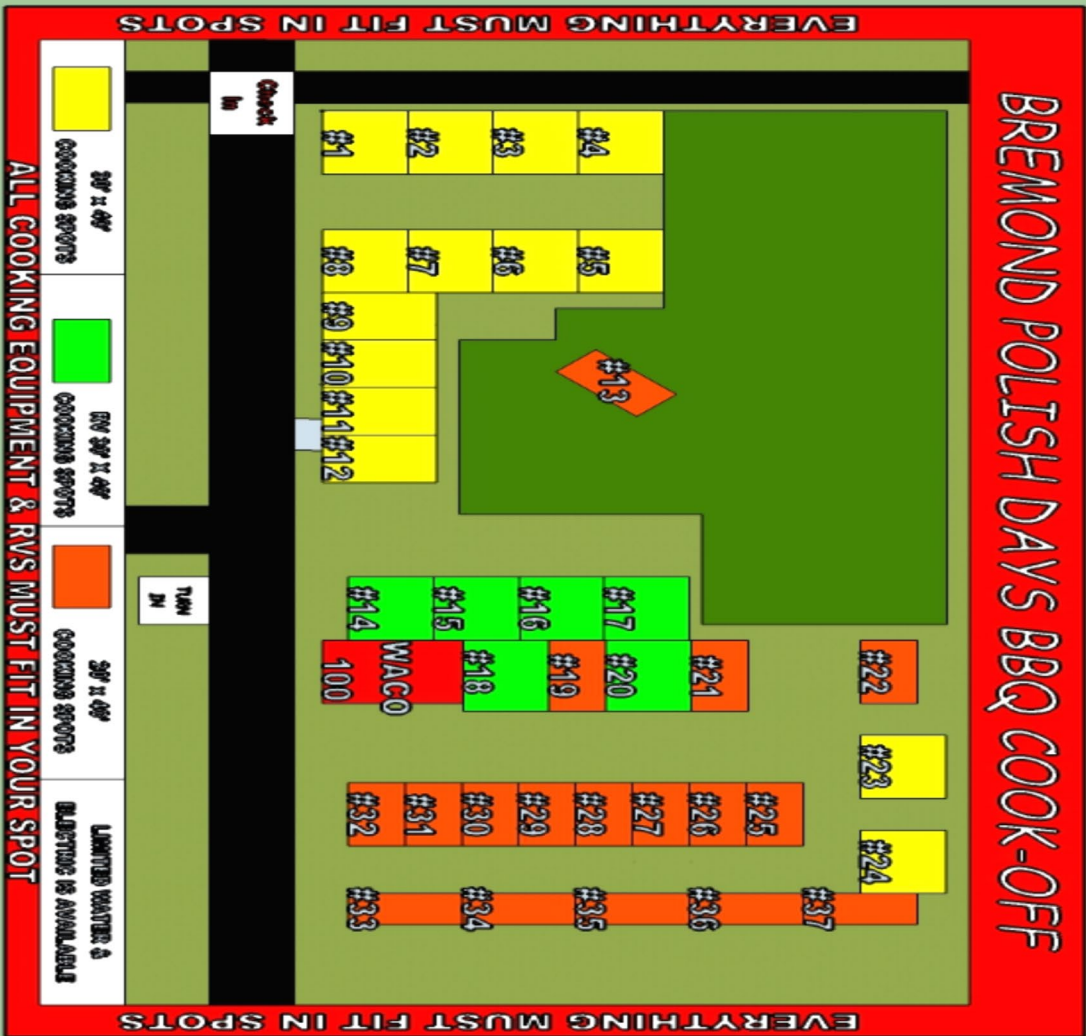 BREMOND POLISH DAYS BBQ COOK-OFF
EVERYTHING MUST FIT IN SPOTS
EVERYTHING MUST FIT IN SPOTS
#22
#23
#24
#4
#5
#13
#17
#21
#25
#37
#3
#6
#16
#20
#26
#36
#19
#27
#28
#35
#2
#7
#15
#18
#29
#30
#34
#1
#8
#9
#10
#11
#12
#14
WACO
100
#31
#32
#33
Check
In
TURN
IN
30' X 40'
COOKING SPOTS
RV 30' X 40'
COOKING SPOTS
20' X 40'
COOKING SPOTS
LIMITED WATER &
ELECTRIC IS AVAILABLE
ALL COOKING EQUIPMENT & RVS MUST FIT IN YOUR SPOT